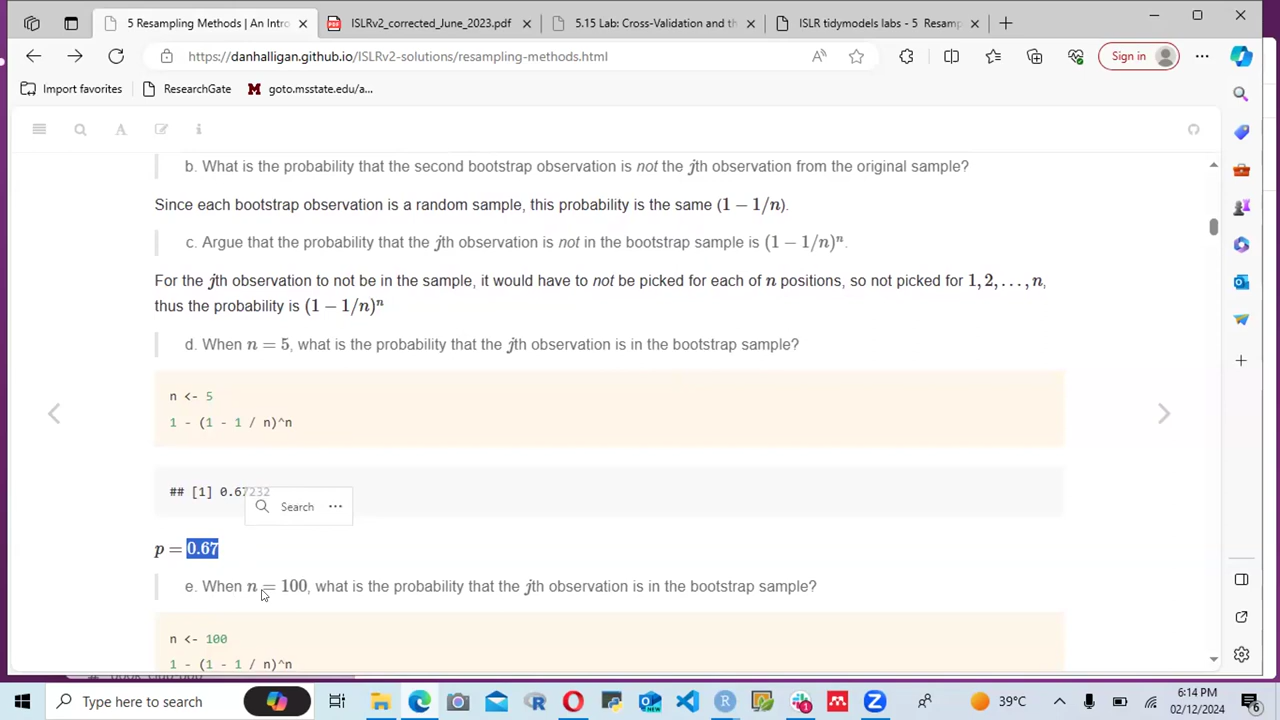 5 Resampling Methods | An Intro
ISLRv2_corrected_June_2023.pdf
5.15 Lab: Cross-Validation and th
ISLR tidymodels labs - 5 Resamp
https://danhalligan.github.io/ISLRv2-solutions/resampling-methods.html
Sign in
Import favorites
ResearchGate
goto.msstate.edu/a...
b. What is the probability that the second bootstrap observation is not the jth observation from the original sample?
Since each bootstrap observation is a random sample, this probability is the same (1 − 1/n).
c. Argue that the probability that the jth observation is not in the bootstrap sample is (1 − 1/n)ⁿ.
For the jth observation to not be in the sample, it would have to not be picked for each of n positions, so not picked for 1, 2, . . . , n,
thus the probability is (1 − 1/n)ⁿ
d. When n = 5, what is the probability that the jth observation is in the bootstrap sample?
n <- 5
1 - (1 - 1 / n)^n
## [1] 0.67232
Search
p = 0.67
e. When n = 100, what is the probability that the jth observation is in the bootstrap sample?
n <- 100
1 - (1 - 1 / n)^n
Type here to search
39°C
6:14 PM
02/12/2024
6